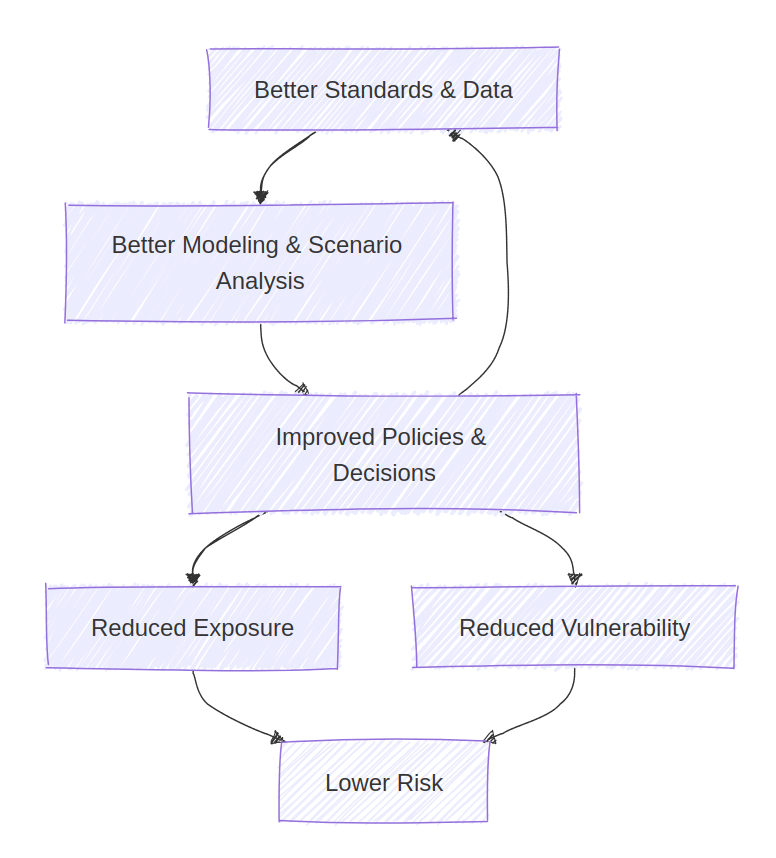 Better Standards & Data
Better Modeling & Scenario
Analysis
Improved Policies &
Decisions
Reduced Exposure
Reduced Vulnerability
Lower Risk